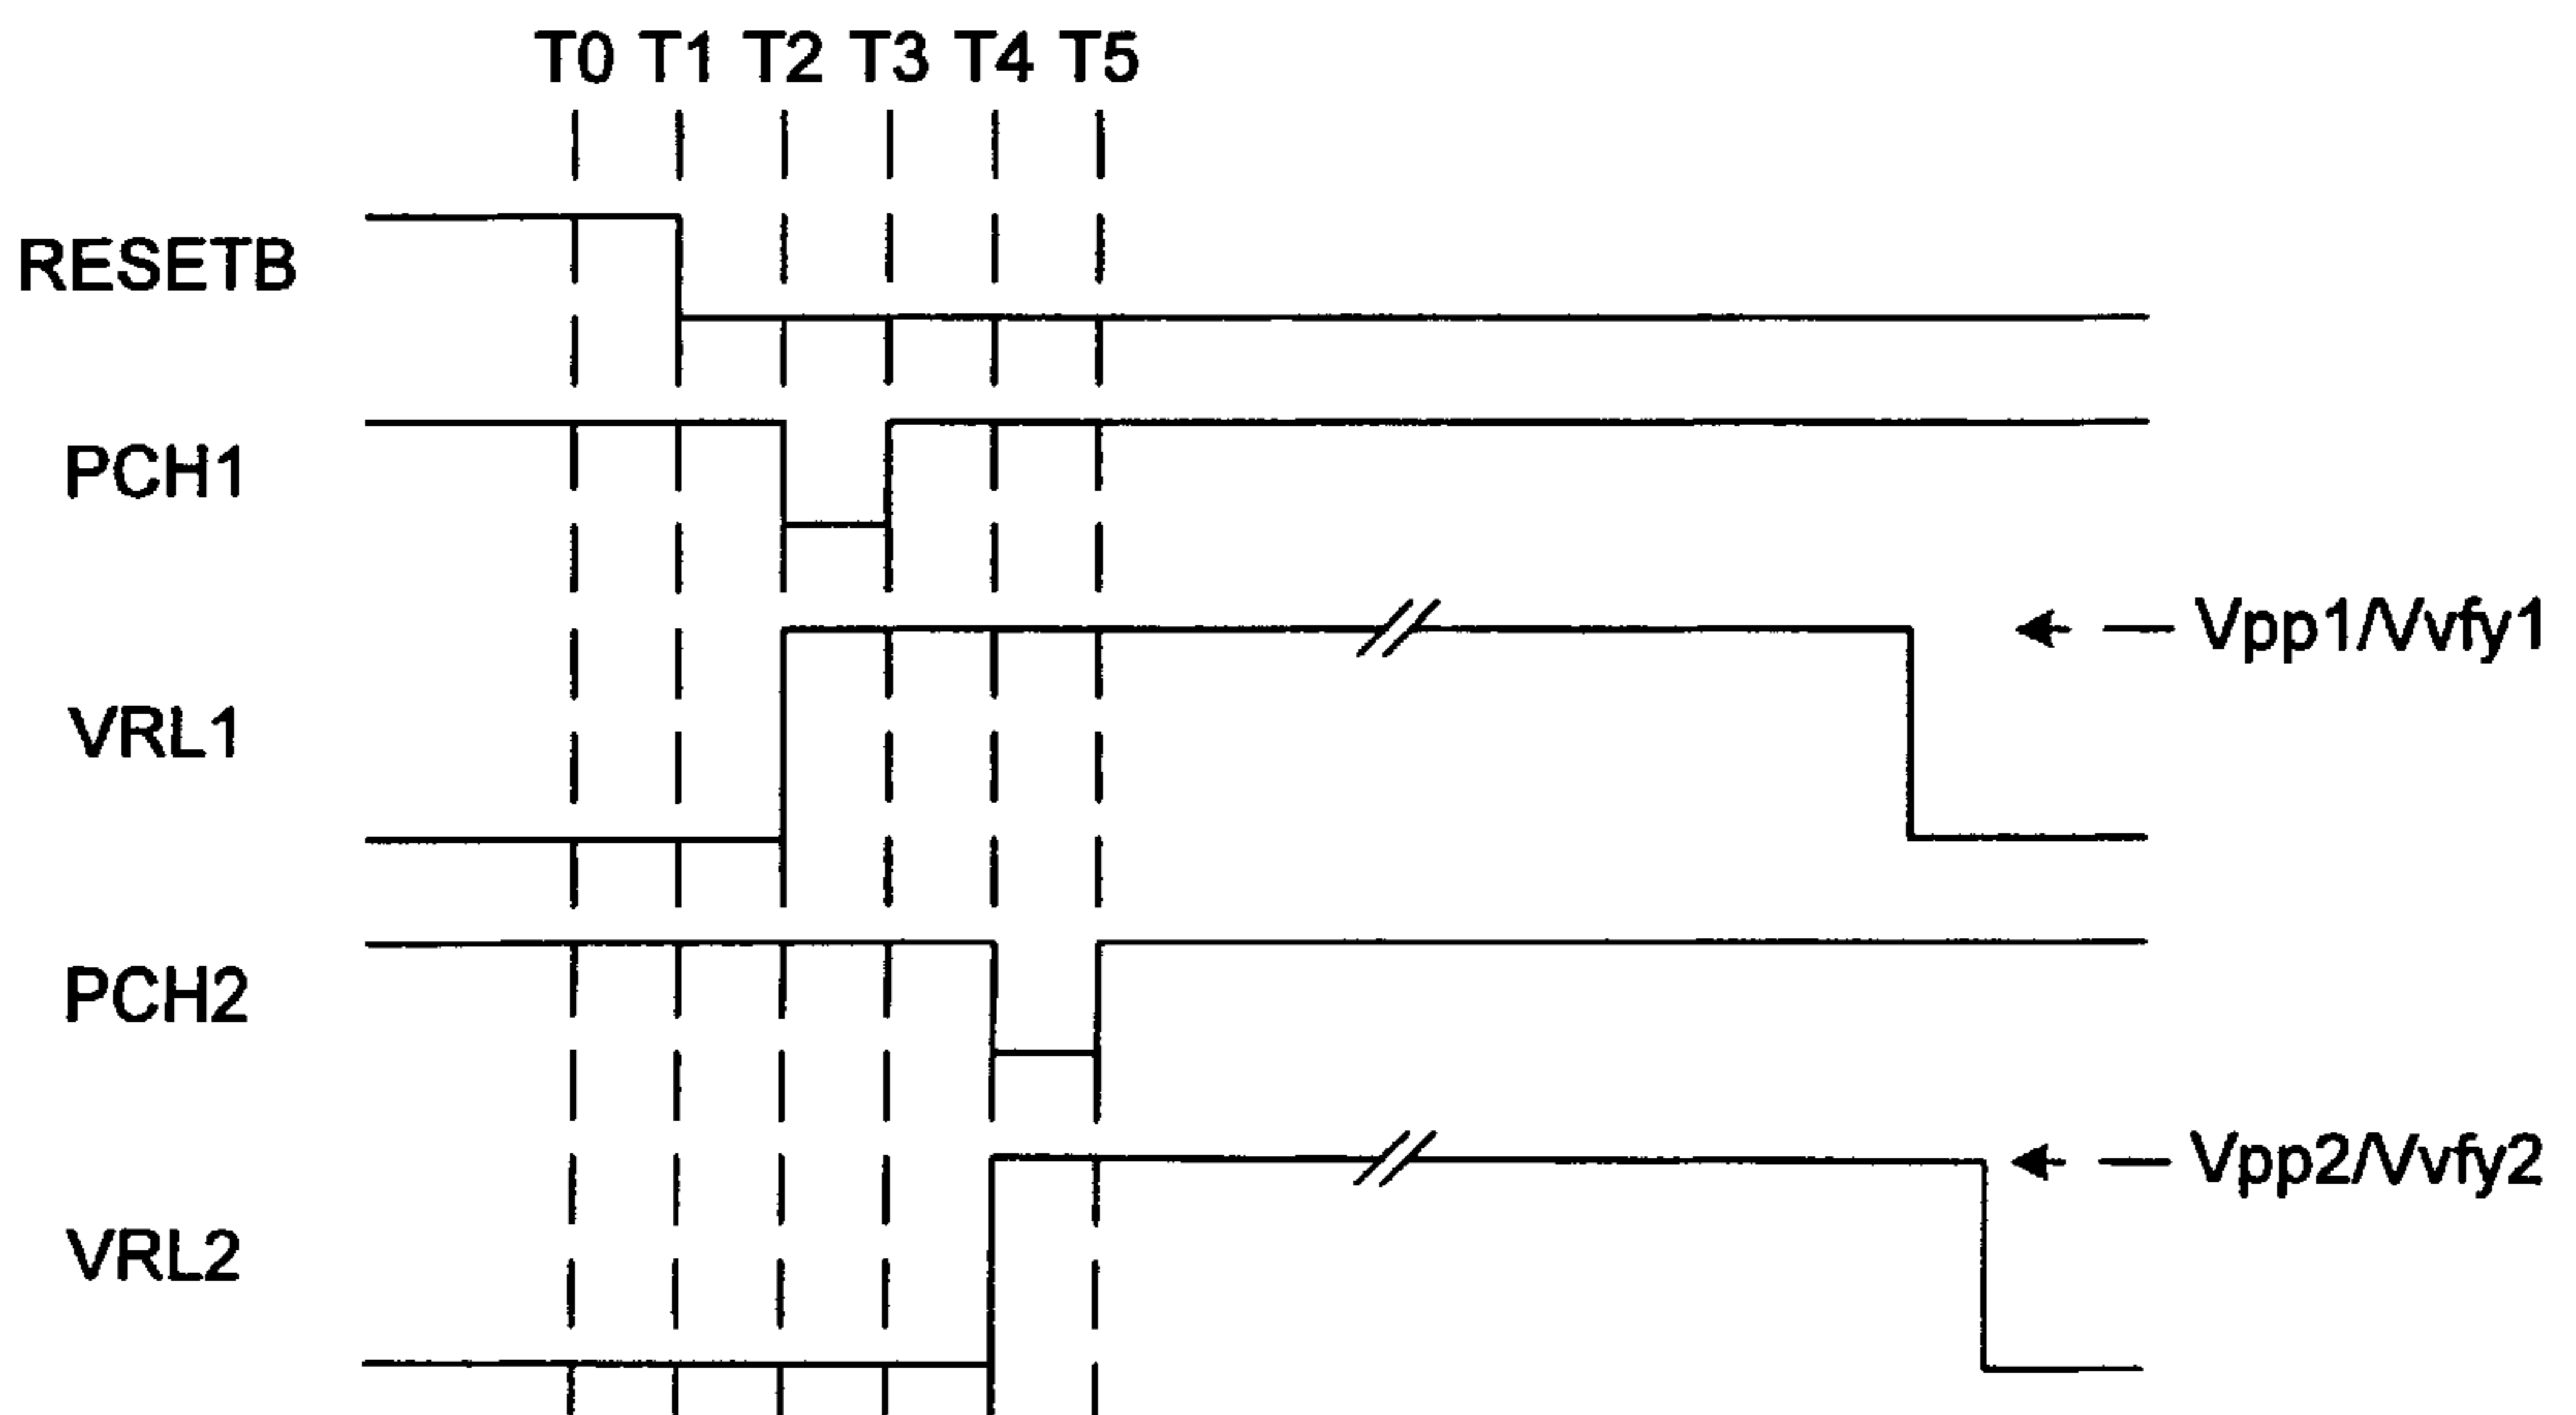 T0 T1 T2 T3 T4 T5
RESETB
PCH1
Vpp1/Vvfy1
VRL1
PCH2
Vpp2/Vvfy2
VRL2